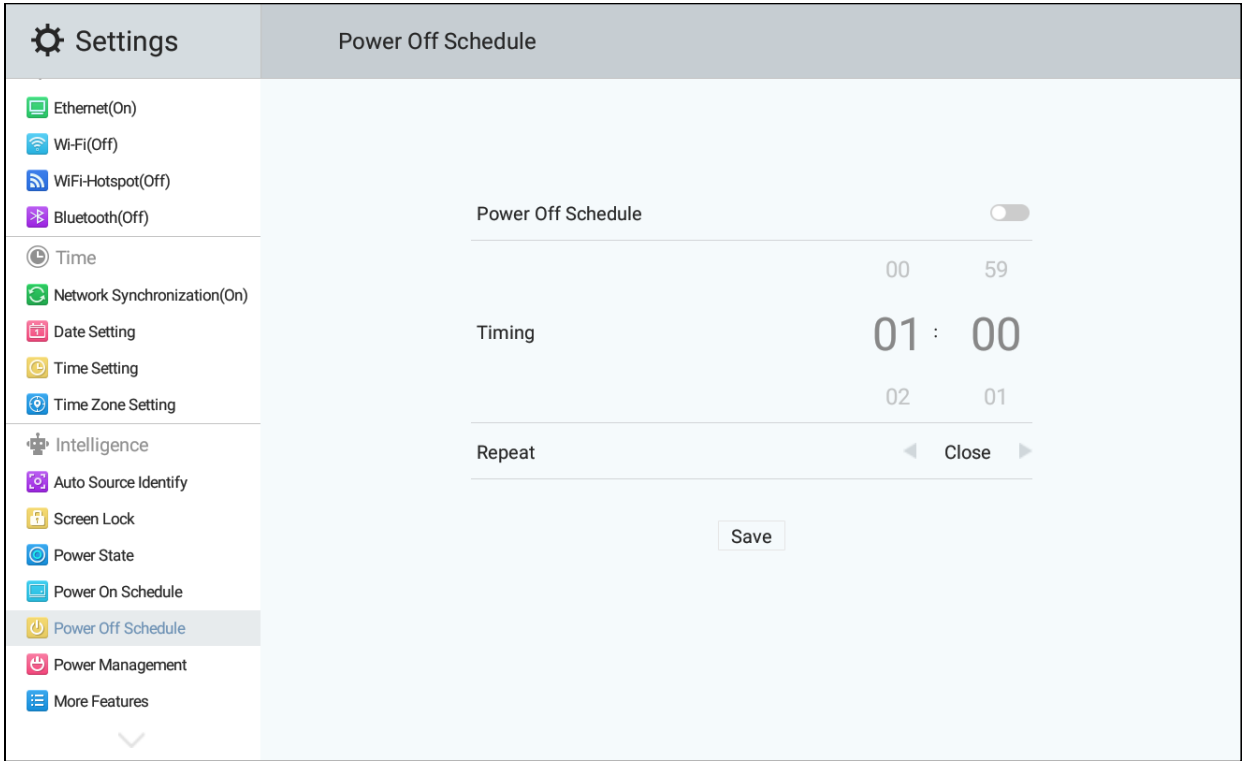 Settings
Power Off Schedule
Ethernet(On)
Wi-Fi(Off)
WiFi-Hotspot(Off)
Bluetooth(Off)
Time
Network Synchronization(On)
Date Setting
Time Setting
Time Zone Setting
Intelligence
Auto Source Identify
Screen Lock
Power State
Power On Schedule
Power Off Schedule
Power Management
More Features
Power Off Schedule
00 59
Timing 01 : 00
02 01
Repeat Close
Save